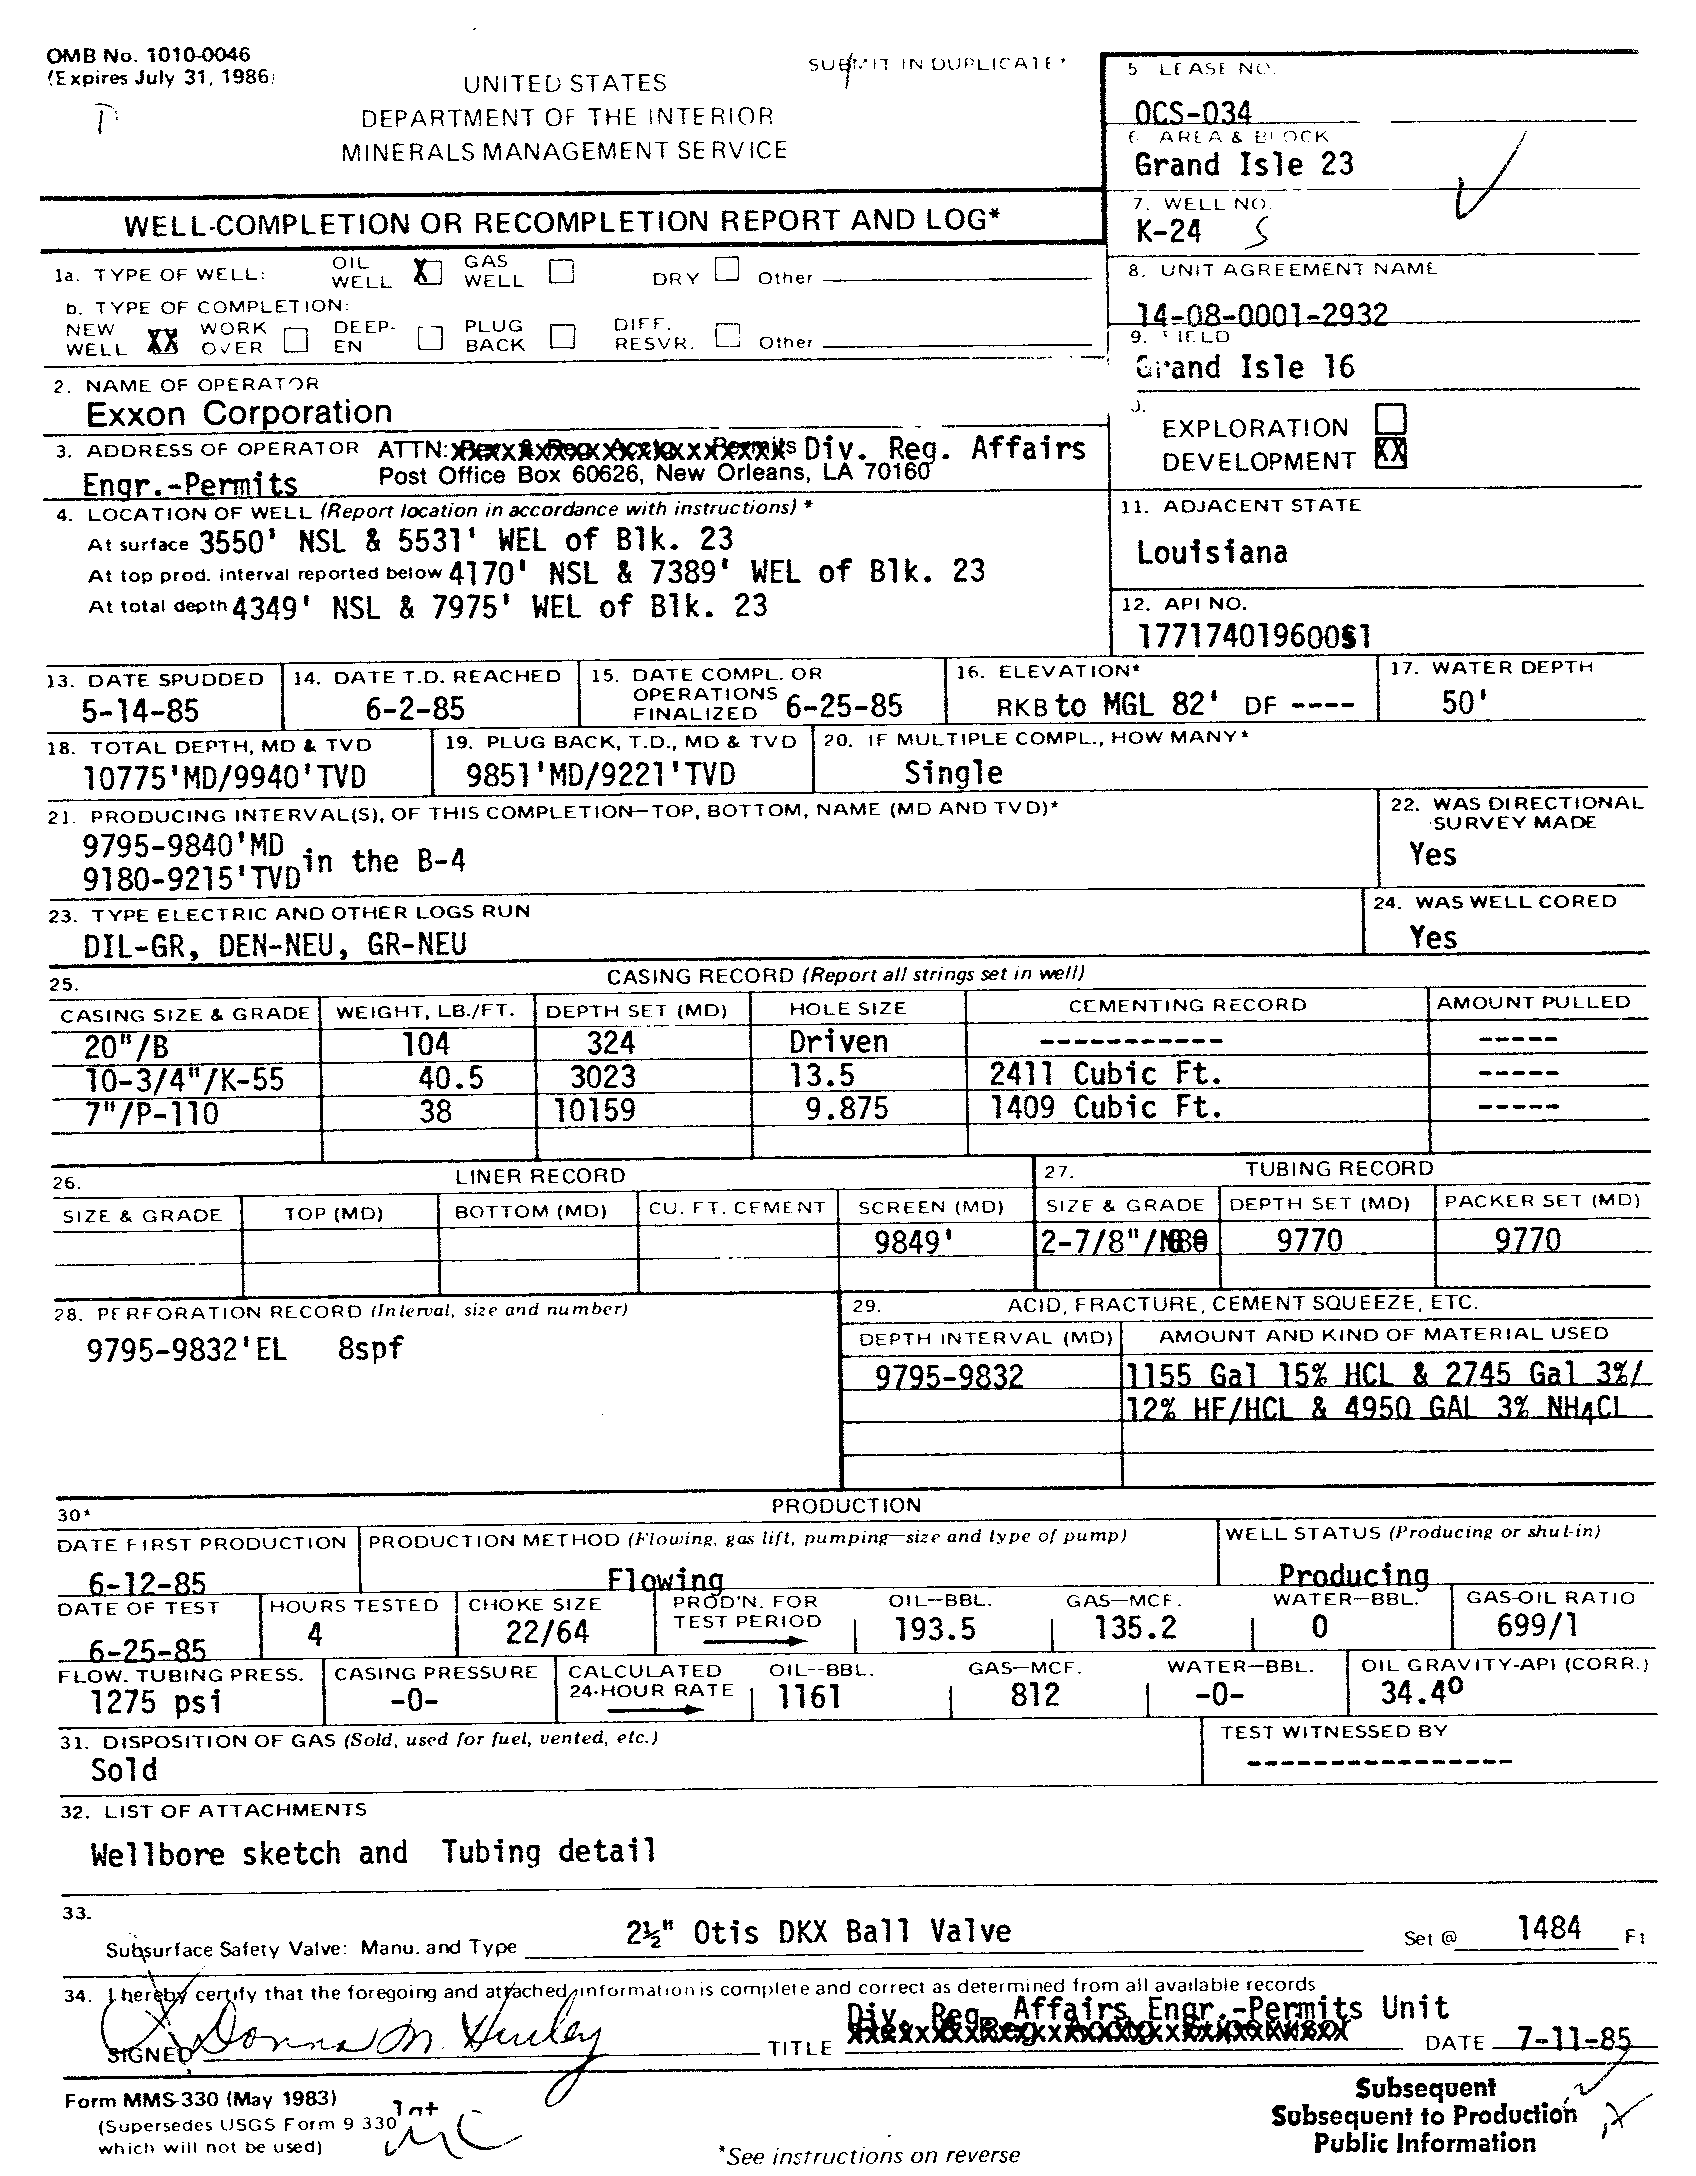 OMB No. 1010-0046
(Expires July 31, 1986)
SUBMIT IN DUPLICATE*
UNITED STATES
DEPARTMENT OF THE INTERIOR
MINERALS MANAGEMENT SERVICE
5 LEASE NO.
OCS-034
6. AREA & BLOCK
Grand Isle 23
WELL-COMPLETION OR RECOMPLETION REPORT AND LOG*
7. WELL NO.
K-24 S
1a. TYPE OF WELL: OIL WELL X GAS WELL DRY Other
8. UNIT AGREEMENT NAME
14-08-0001-2932
b. TYPE OF COMPLETION:
NEW WELL XX WORK OVER DEEP-EN PLUG BACK DIFF. RESVR. Other
9. FIELD
Grand Isle 16
2. NAME OF OPERATOR
Exxon Corporation
EXPLORATION
DEVELOPMENT XX
3. ADDRESS OF OPERATOR ATTN: Div. Reg. Affairs
Engr.-Permits Post Office Box 60626, New Orleans, LA 70160
4. LOCATION OF WELL (Report location in accordance with instructions) *
At surface 3550' NSL & 5531' WEL of Blk. 23
At top prod. interval reported below 4170' NSL & 7389' WEL of Blk. 23
At total depth 4349' NSL & 7975' WEL of Blk. 23
11. ADJACENT STATE
Louisiana
12. API NO.
177174019600S1
13. DATE SPUDDED
5-14-85
14. DATE T.D. REACHED
6-2-85
15. DATE COMPL. OR
OPERATIONS
FINALIZED 6-25-85
16. ELEVATION*
RKB to MGL 82' DF ----
17. WATER DEPTH
50'
18. TOTAL DEPTH, MD & TVD
10775'MD/9940'TVD
19. PLUG BACK, T.D., MD & TVD
9851'MD/9221'TVD
20. IF MULTIPLE COMPL., HOW MANY*
Single
21. PRODUCING INTERVAL(S), OF THIS COMPLETION—TOP, BOTTOM, NAME (MD AND TVD)*
9795-9840'MD
9180-9215'TVD in the B-4
22. WAS DIRECTIONAL
SURVEY MADE
Yes
23. TYPE ELECTRIC AND OTHER LOGS RUN
DIL-GR, DEN-NEU, GR-NEU
24. WAS WELL CORED
Yes
25. CASING RECORD (Report all strings set in well)
CASING SIZE & GRADE WEIGHT, LB./FT. DEPTH SET (MD) HOLE SIZE CEMENTING RECORD AMOUNT PULLED
20"/B 104 324 Driven ----------- -----
10-3/4"/K-55 40.5 3023 13.5 2411 Cubic Ft. -----
7"/P-110 38 10159 9.875 1409 Cubic Ft. -----
26. LINER RECORD
SIZE & GRADE TOP (MD) BOTTOM (MD) CU. FT. CEMENT SCREEN (MD)
9849'
27. TUBING RECORD
SIZE & GRADE DEPTH SET (MD) PACKER SET (MD)
2-7/8"/ 9770 9770
28. PERFORATION RECORD (Interval, size and number)
9795-9832'EL 8spf
29. ACID, FRACTURE, CEMENT SQUEEZE, ETC.
DEPTH INTERVAL (MD) AMOUNT AND KIND OF MATERIAL USED
9795-9832 1155 Gal 15% HCL & 2745 Gal 3%/
12% HF/HCL & 4950 GAL 3% NH4CL
30* PRODUCTION
DATE FIRST PRODUCTION
6-12-85
PRODUCTION METHOD (Flowing, gas lift, pumping—size and type of pump)
Flowing
WELL STATUS (Producing or shut-in)
Producing
DATE OF TEST
6-25-85
HOURS TESTED
4
CHOKE SIZE
22/64
PROD'N. FOR
TEST PERIOD
OIL—BBL.
193.5
GAS—MCF.
135.2
WATER—BBL.
0
GAS-OIL RATIO
699/1
FLOW. TUBING PRESS.
1275 psi
CASING PRESSURE
-0-
CALCULATED
24-HOUR RATE
OIL--BBL.
1161
GAS—MCF.
812
WATER—BBL.
-0-
OIL GRAVITY-API (CORR.)
34.4º
31. DISPOSITION OF GAS (Sold, used for fuel, vented, etc.)
Sold
TEST WITNESSED BY
----------------
32. LIST OF ATTACHMENTS
Wellbore sketch and Tubing detail
33.
Subsurface Safety Valve: Manu. and Type 2½" Otis DKX Ball Valve Set @ 1484 Ft
34. I hereby certify that the foregoing and attached information is complete and correct as determined from all available records
SIGNED Donna M. TITLE Div. Reg. Affairs Engr.-Permits Unit DATE 7-11-85
Form MMS-330 (May 1983)
(Supersedes USGS Form 9 330
which will not be used)
*See instructions on reverse
Subsequent
Subsequent to Production
Public Information